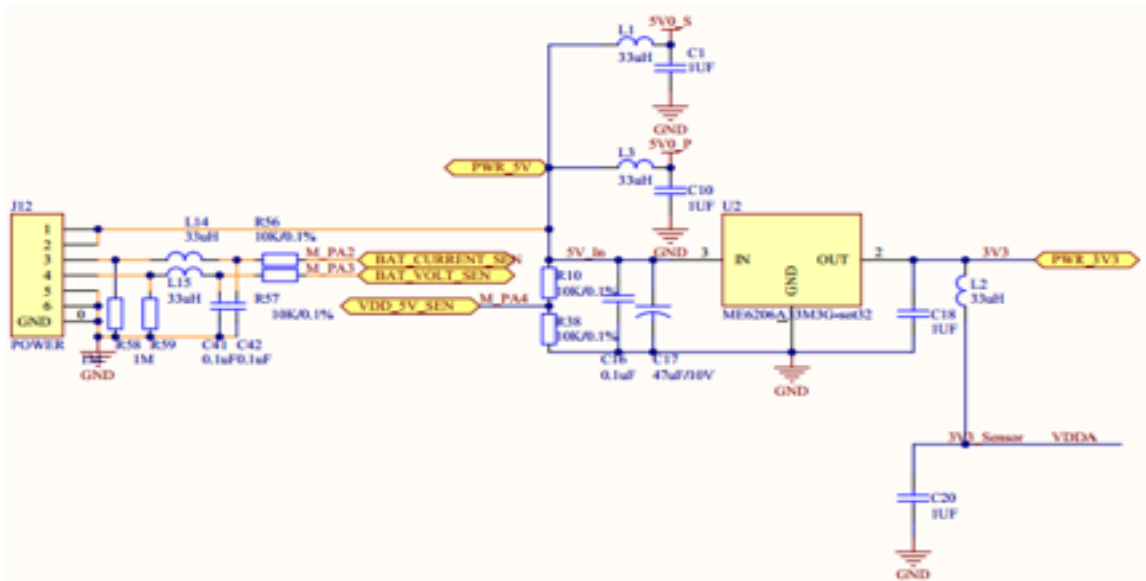 5V0_S
L1
33uH
C1
1UF
GND
5V0_P
L3
33uH
C10
1UF
GND
PWR_5V
J12
1
2
3
4
5
6
GND
0
POWER
L14
33uH
R56
10K/0.1%
M_PA2
BAT_CURRENT_SEN
M_PA3
BAT_VOLT_SEN
L15
33uH
R57
10K/0.1%
VDD_5V_SEN
M_PA4
R58
R59
1M
C41
0.1uF
C42
0.1uF
GND
5V_In
R10
10K/0.1%
R38
10K/0.1%
C16
0.1uF
C17
47uF/10V
U2
3
IN
OUT
2
GND
1
GND
3V3
PWR_3V3
L2
33uH
C18
1UF
3V3_Sensor
VDDA
C20
1UF
GND